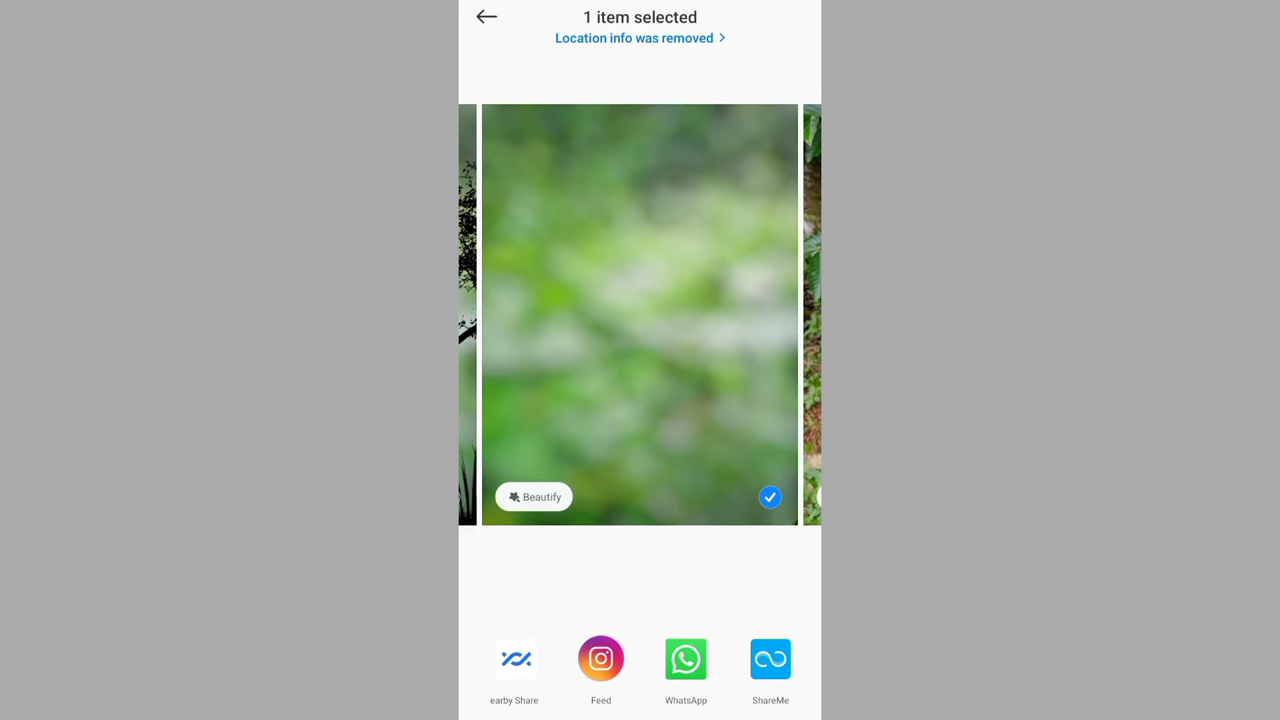 1 item selected
Location info was removed
Beautify
earby Share
Feed
WhatsApp
ShareMe